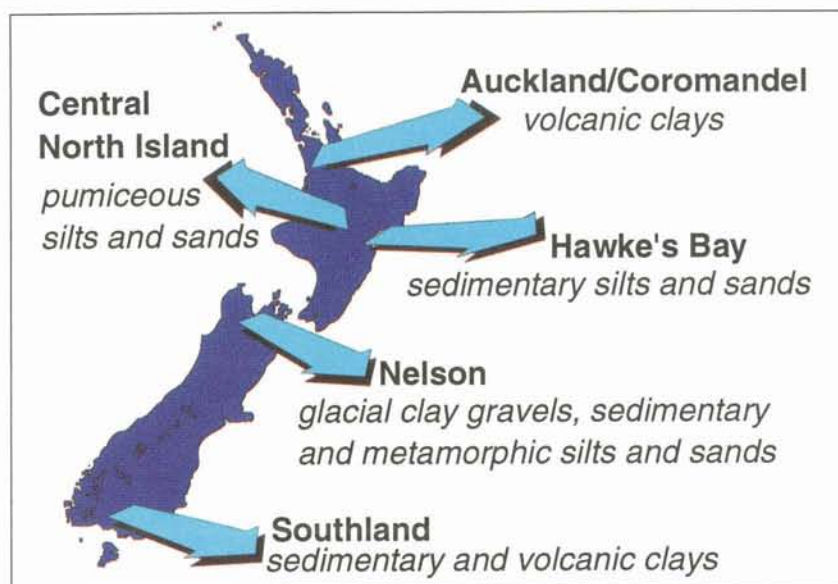 Auckland/Coromandel
volcanic clays
Central
North Island
pumiceous
silts and sands
Hawke's Bay
sedimentary silts and sands
Nelson
glacial clay gravels, sedimentary
and metamorphic silts and sands
Southland
sedimentary and volcanic clays